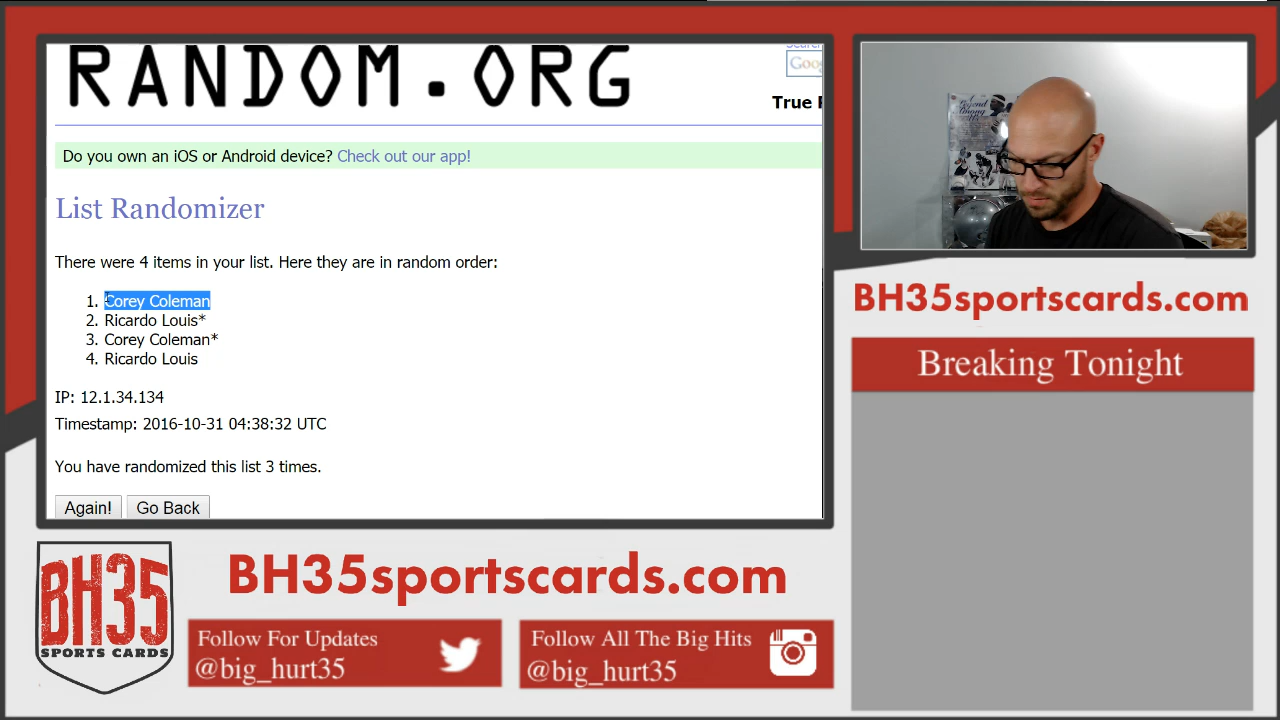 RANDOM.ORG
Search
Goo
True
Do you own an iOS or Android device? Check out our app!
List Randomizer
There were 4 items in your list. Here they are in random order:
1. Corey Coleman
2. Ricardo Louis*
3. Corey Coleman*
4. Ricardo Louis
IP: 12.1.34.134
Timestamp: 2016-10-31 04:38:32 UTC
You have randomized this list 3 times.
Again! Go Back
BH35sportscards.com
Breaking Tonight
BH35
SPORTS CARDS
BH35sportscards.com
Follow For Updates
@big_hurt35
Follow All The Big Hits
@big_hurt35